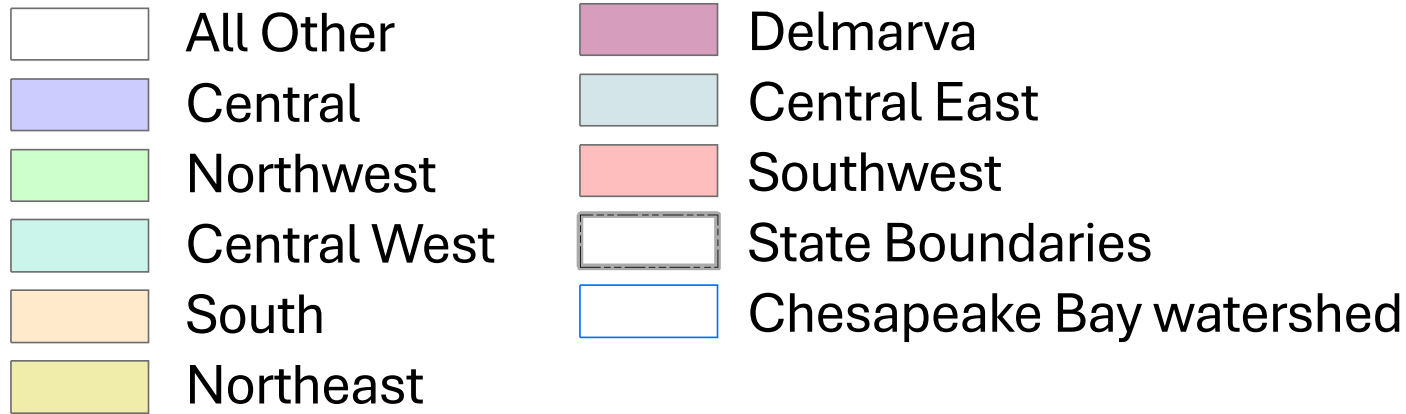 All Other
Central
Northwest
Central West
South
Northeast
Delmarva
Central East
Southwest
State Boundaries
Chesapeake Bay watershed